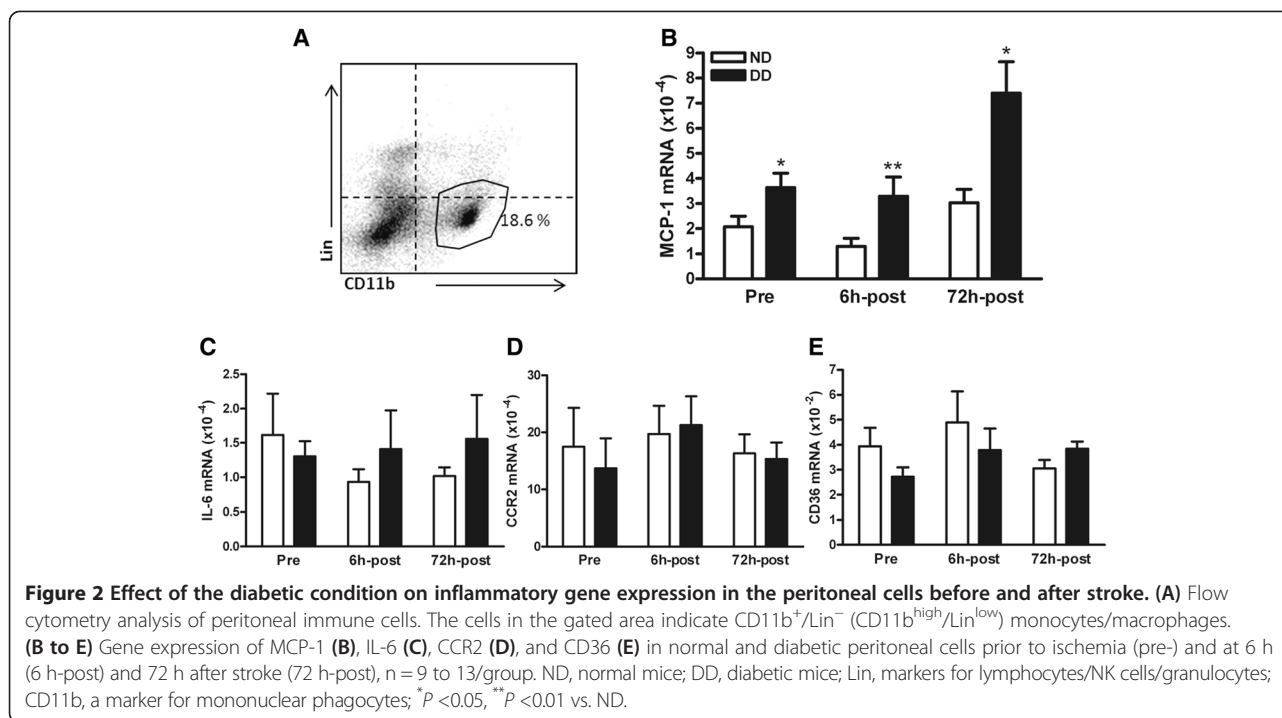 A
Lin
CD11b
18.6 %
B
ND
DD
MCP-1 mRNA (x10⁻⁴)
9
8
7
6
5
4
3
2
1
0
*
**
*
Pre
6h-post
72h-post
C
IL-6 mRNA (x10⁻⁴)
2.5
2.0
1.5
1.0
0.5
0.0
Pre
6h-post
72h-post
D
CCR2 mRNA (x10⁻⁴)
30
20
10
0
Pre
6h-post
72h-post
E
CD36 mRNA (x10⁻²)
7
6
5
4
3
2
1
0
Pre
6h-post
72h-post
Figure 2 Effect of the diabetic condition on inflammatory gene expression in the peritoneal cells before and after stroke. (A) Flow
cytometry analysis of peritoneal immune cells. The cells in the gated area indicate CD11b⁺/Lin⁻ (CD11b^high/Lin^low) monocytes/macrophages.
(B to E) Gene expression of MCP-1 (B), IL-6 (C), CCR2 (D), and CD36 (E) in normal and diabetic peritoneal cells prior to ischemia (pre-) and at 6 h
(6 h-post) and 72 h after stroke (72 h-post), n = 9 to 13/group. ND, normal mice; DD, diabetic mice; Lin, markers for lymphocytes/NK cells/granulocytes;
CD11b, a marker for mononuclear phagocytes; *P <0.05, **P <0.01 vs. ND.